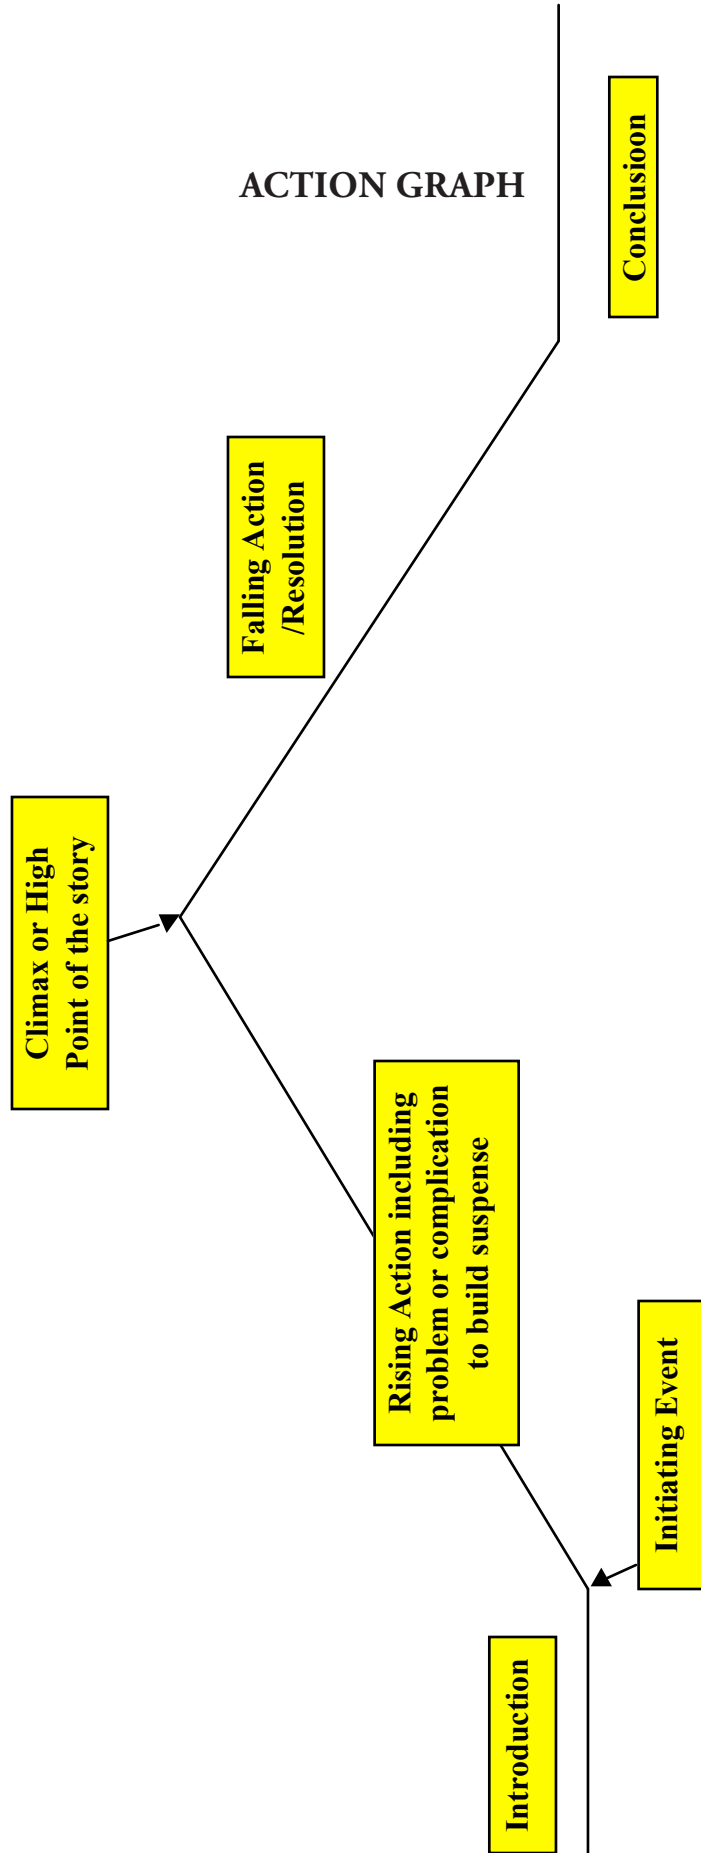 ACTION GRAPH
Introduction
Initiating Event
Rising Action including
problem or complication
to build suspense
Climax or High
Point of the story
Falling Action
/Resolution
Conclusioon